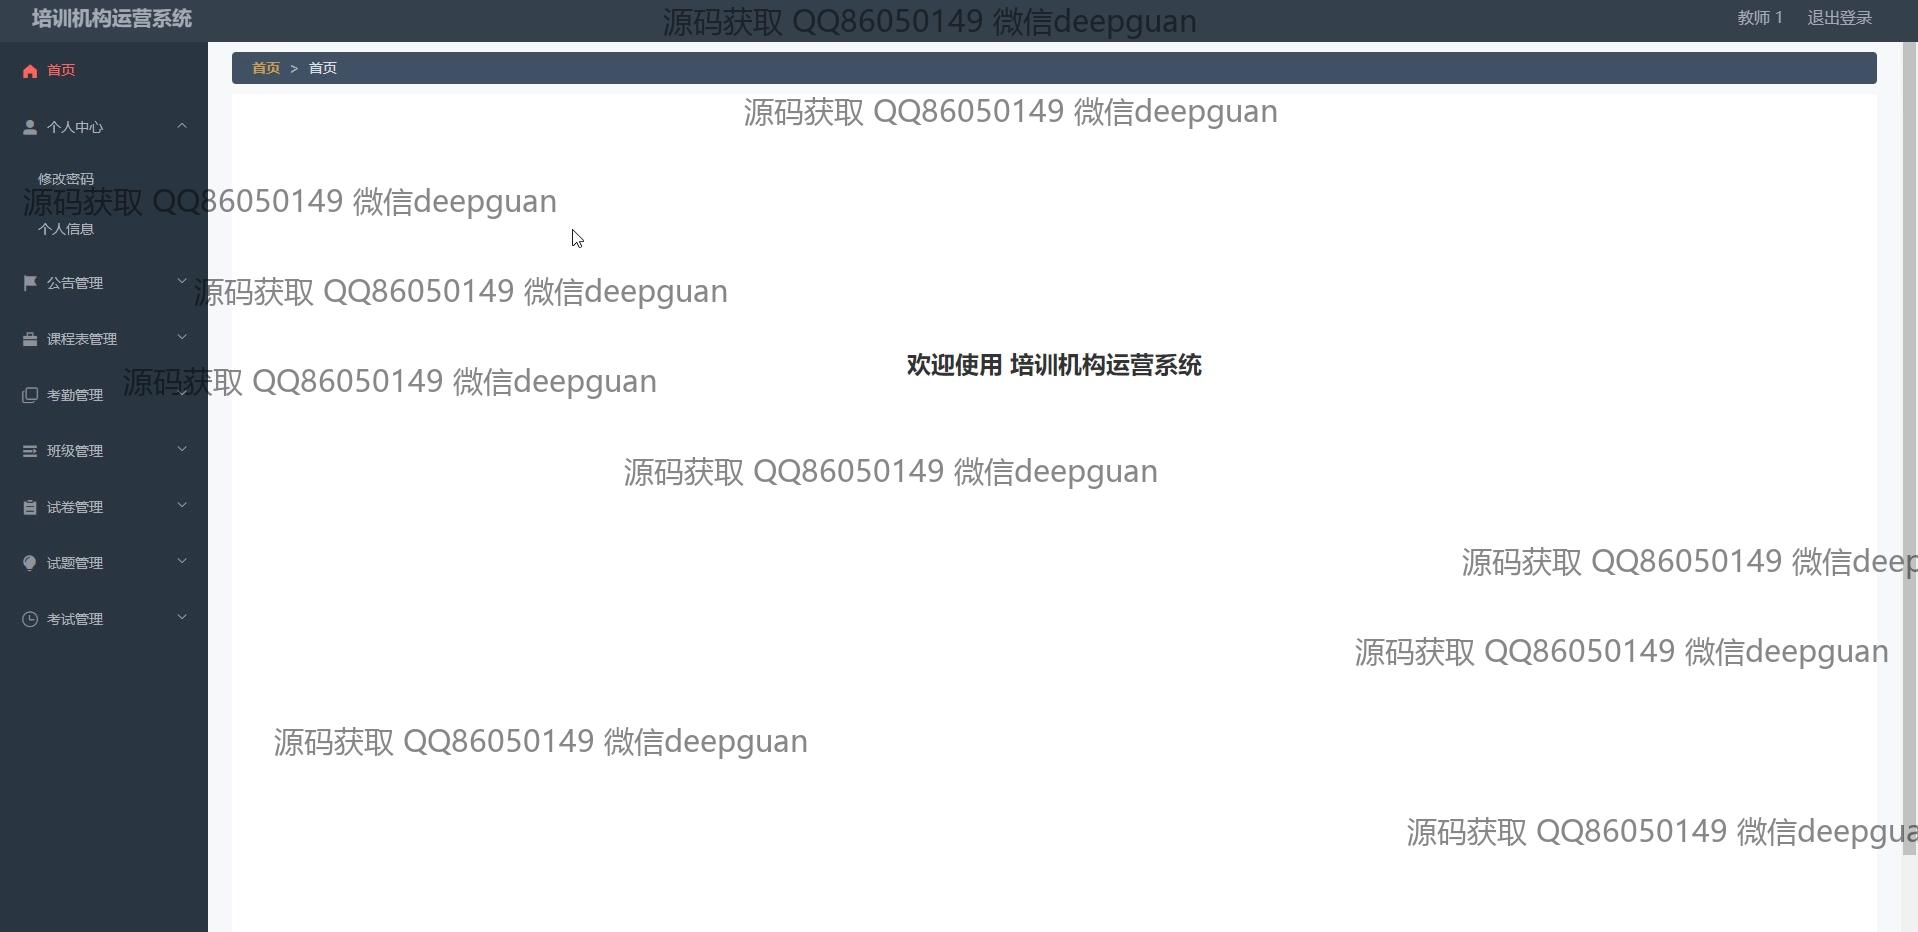 培训机构运营系统
源码获取 QQ86050149 微信deepguan
教师 1
退出登录
首页
首页 > 首页
源码获取 QQ86050149 微信deepguan
个人中心
修改密码
源码获取 QQ86050149 微信deepguan
个人信息
公告管理
源码获取 QQ86050149 微信deepguan
课程表管理
欢迎使用 培训机构运营系统
源码获取 QQ86050149 微信deepguan
考勤管理
班级管理
源码获取 QQ86050149 微信deepguan
试卷管理
试题管理
源码获取 QQ86050149 微信deep
考试管理
源码获取 QQ86050149 微信deepguan
源码获取 QQ86050149 微信deepguan
源码获取 QQ86050149 微信deepgua